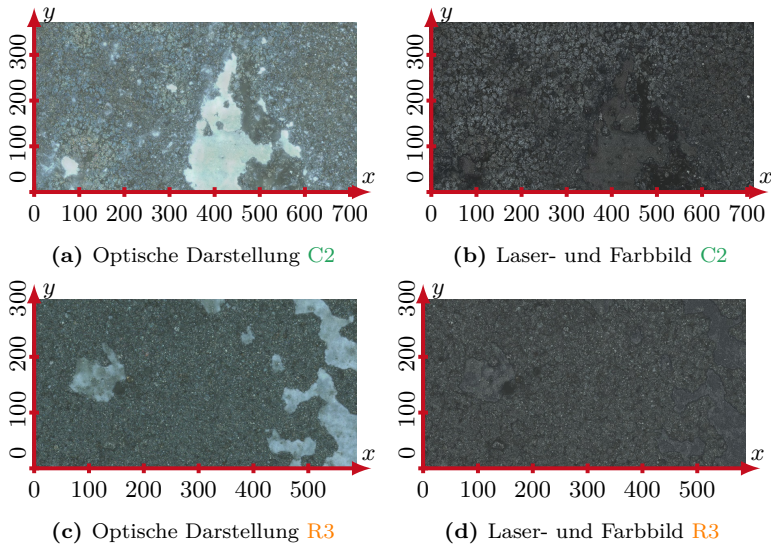 y
300
200
100
0
x
0 100 200 300 400 500 600 700
(a) Optische Darstellung C2
y
300
200
100
0
x
0 100 200 300 400 500 600 700
(b) Laser- und Farbbild C2
y
300
200
100
0
x
0 100 200 300 400 500
(c) Optische Darstellung R3
y
300
200
100
0
x
0 100 200 300 400 500
(d) Laser- und Farbbild R3